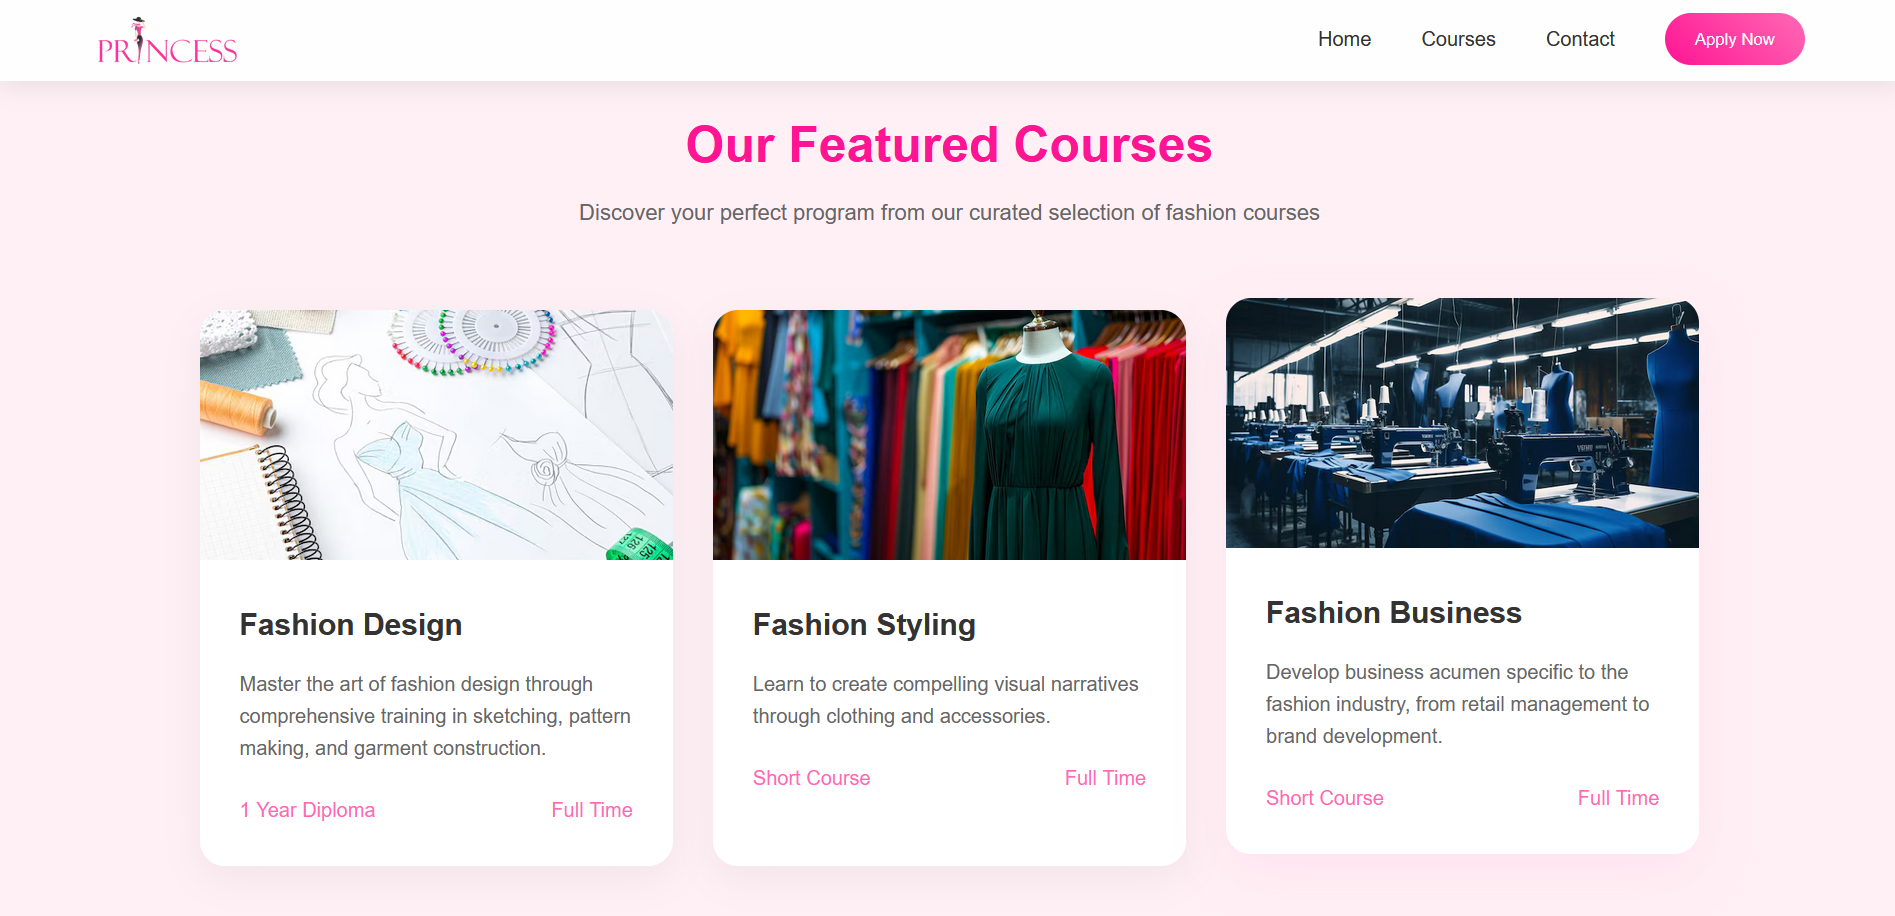 PRINCESS
Home
Courses
Contact
Apply Now
Our Featured Courses
Discover your perfect program from our curated selection of fashion courses
Fashion Design
Master the art of fashion design through
comprehensive training in sketching, pattern
making, and garment construction.
1 Year Diploma
Full Time
Fashion Styling
Learn to create compelling visual narratives
through clothing and accessories.
Short Course
Full Time
Fashion Business
Develop business acumen specific to the
fashion industry, from retail management to
brand development.
Short Course
Full Time